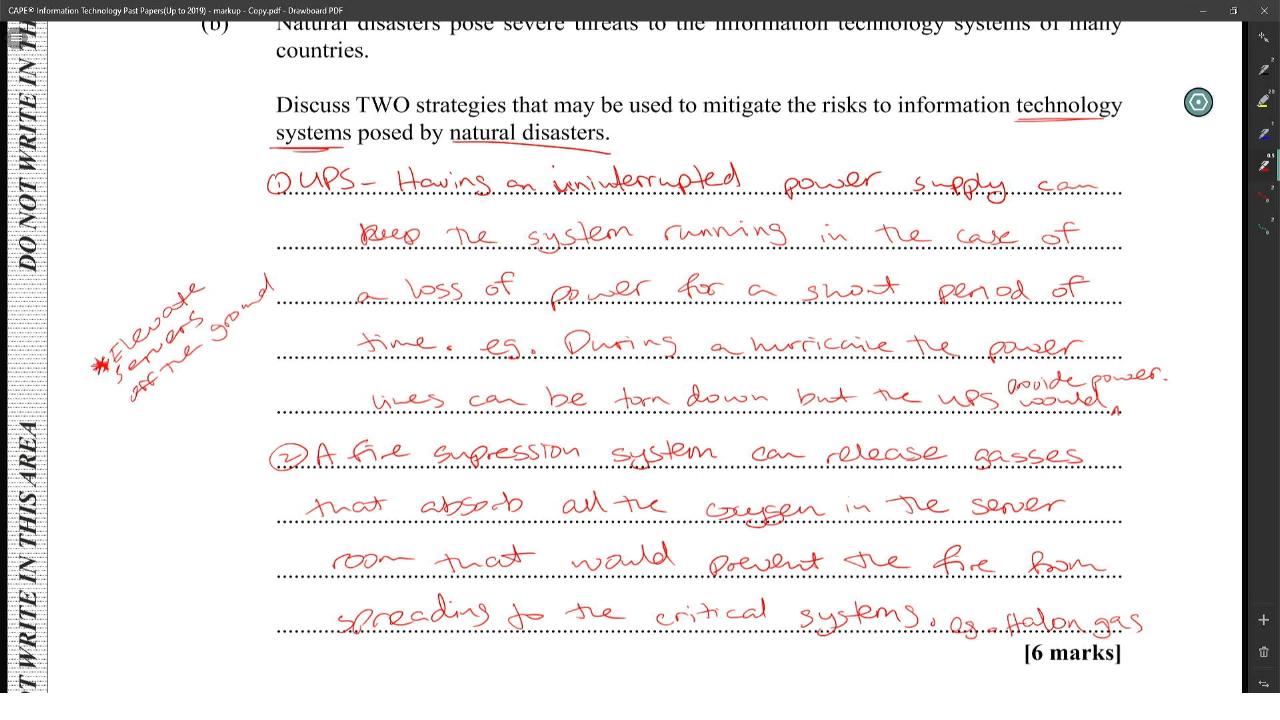 CAPE® Information Technology Past Papers(Up to 2019) - markup - Copy.pdf - Drawboard PDF
(b) Natural disasters pose severe threats to the information technology systems of many
countries.
Discuss TWO strategies that may be used to mitigate the risks to information technology
systems posed by natural disasters.
① UPS - Having an uninterrupted power supply can
keep the system running in the case of
a loss of power for a short period of
time. eg. During a hurricane the power
lines can be torn down but the UPS would provide power.
② A fire supression system can release gasses
that absorb all the oxygen in the server
room that would prevent the fire from
spreading to the critical systems. eg. Halon gas
[6 marks]
*Elevate
servers
off the ground
DO NOT WRITE IN TH
T WRITE IN THIS AREA